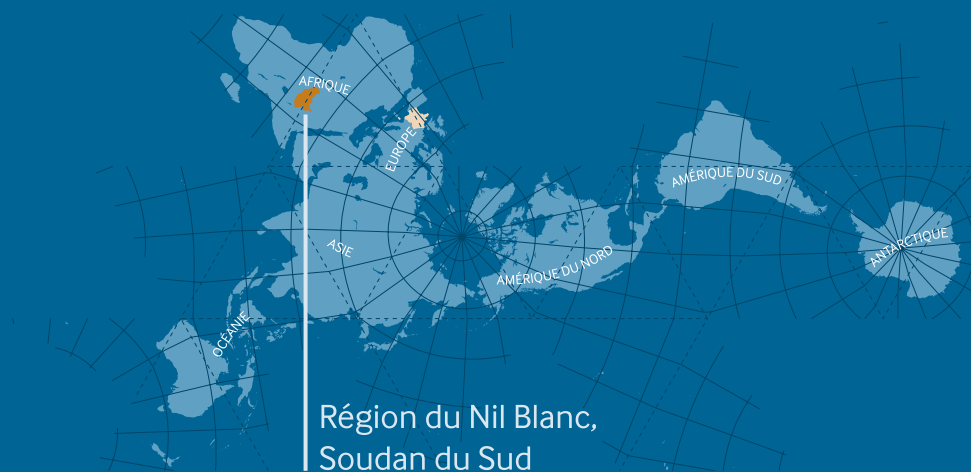 AFRIQUE
EUROPE
AMÉRIQUE DU SUD
ASIE
AMÉRIQUE DU NORD
ANTARCTIQUE
OCÉANIE
Région du Nil Blanc,
Soudan du Sud